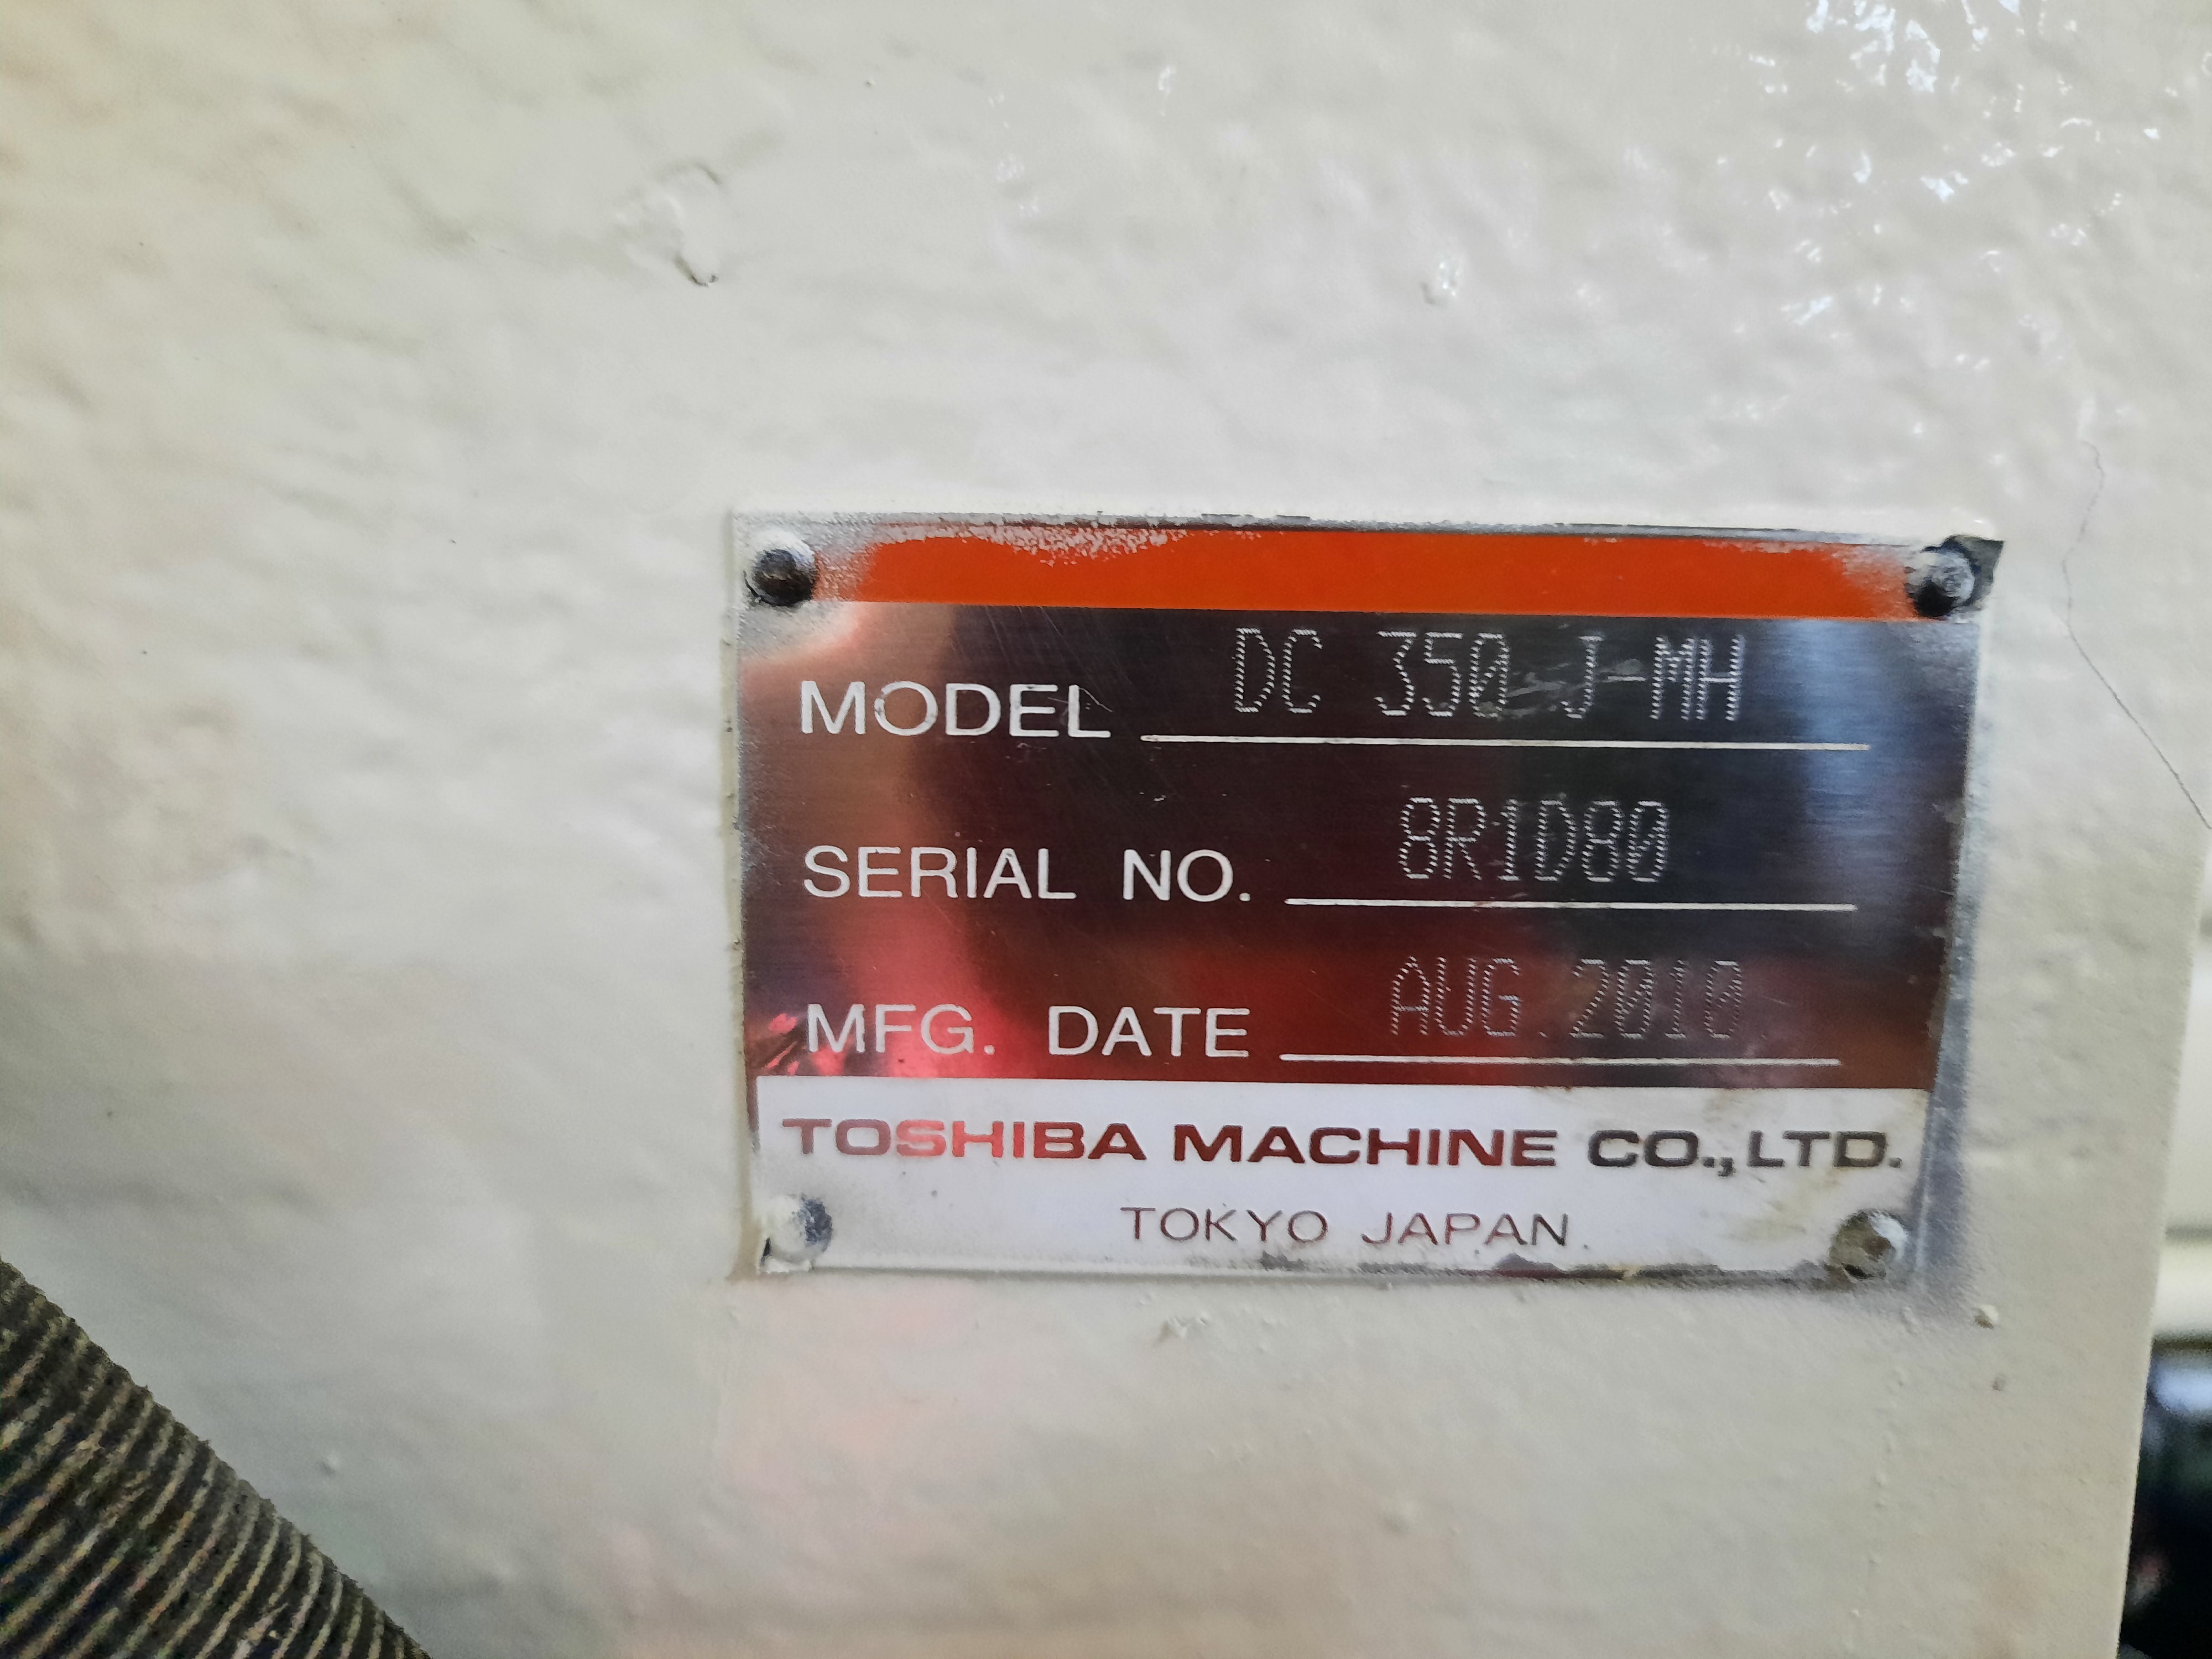 MODEL DC 350 J-MH
SERIAL NO. 8R1D80
MFG. DATE AUG.2010
TOSHIBA MACHINE CO.,LTD.
TOKYO JAPAN